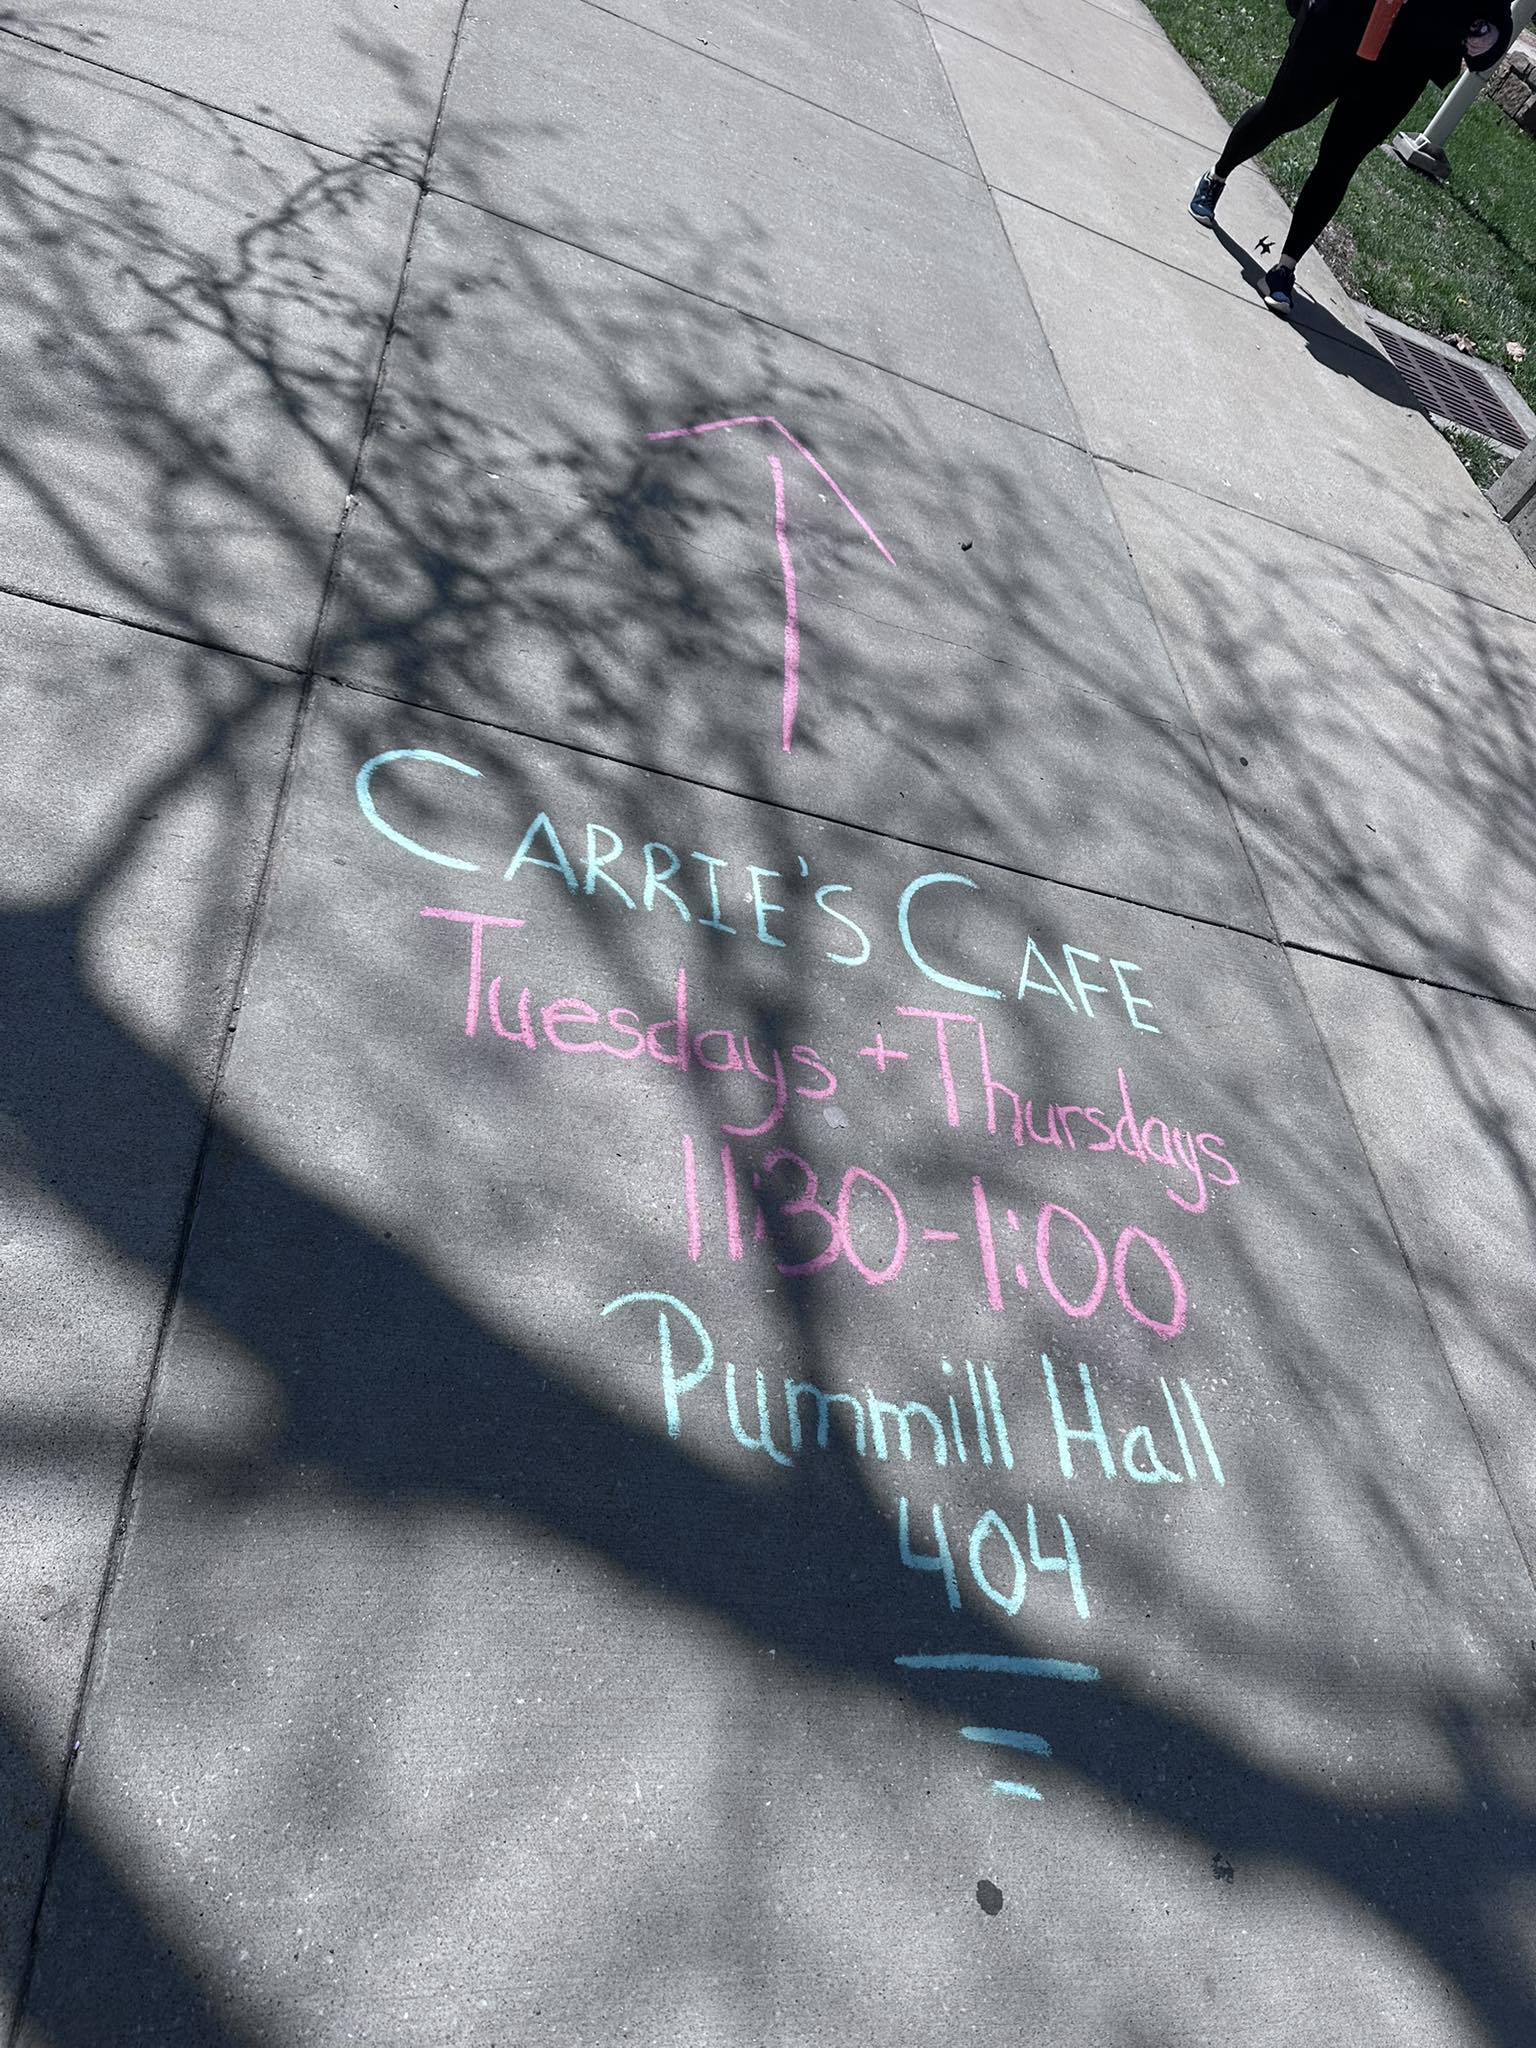 CARRIE'S CAFE
Tuesdays + Thursdays
11:30-1:00
Pummill Hall
404